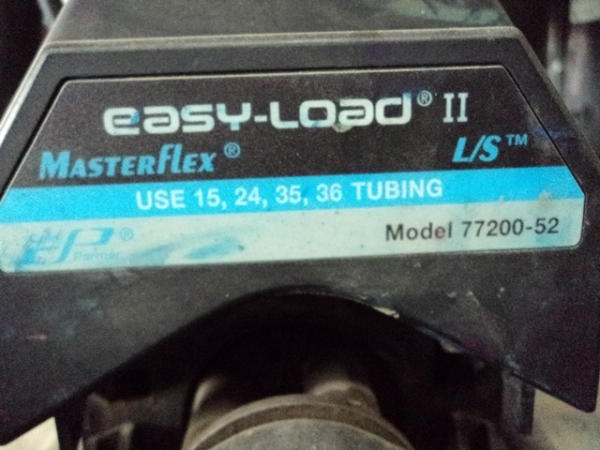 easy-Load® II
Masterflex® L/S™
USE 15, 24, 35, 36 TUBING
Model 77200-52